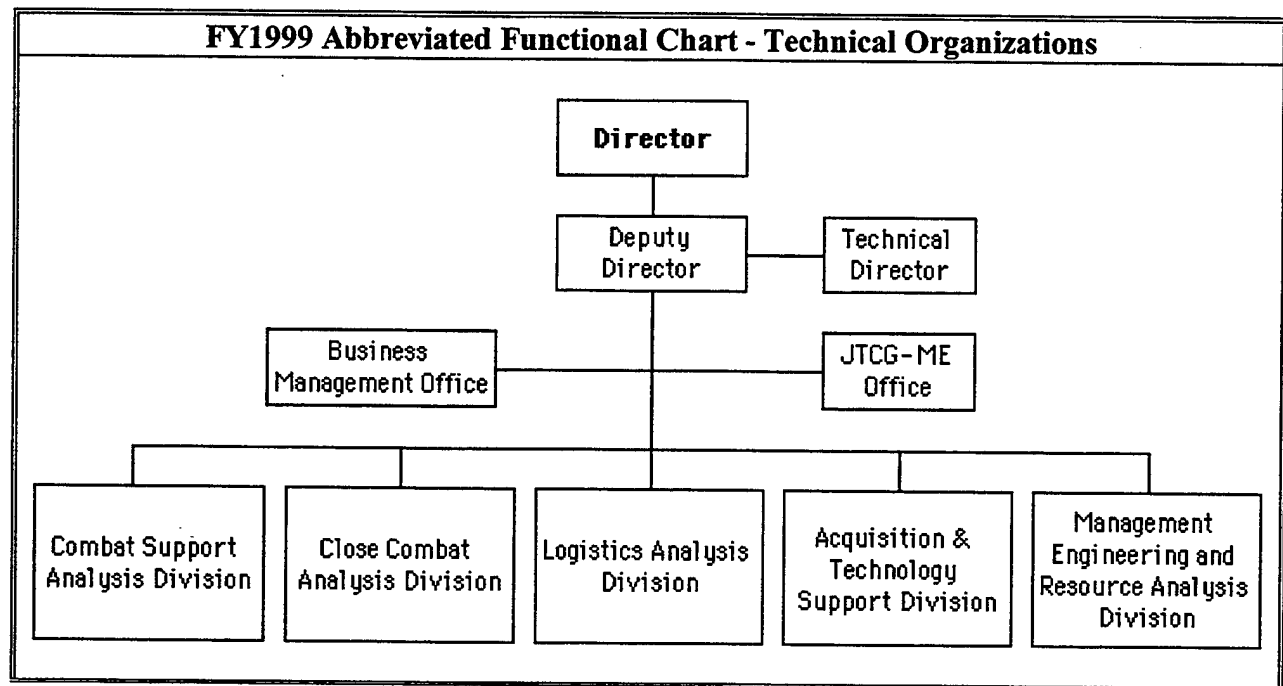 FY1999 Abbreviated Functional Chart - Technical Organizations
Director
Deputy
Director
Technical
Director
Business
Management Office
JTCG-ME
Office
Combat Support
Analysis Division
Close Combat
Analysis Division
Logistics Analysis
Division
Acquisition &
Technology
Support Division
Management
Engineering and
Resource Analysis
Division